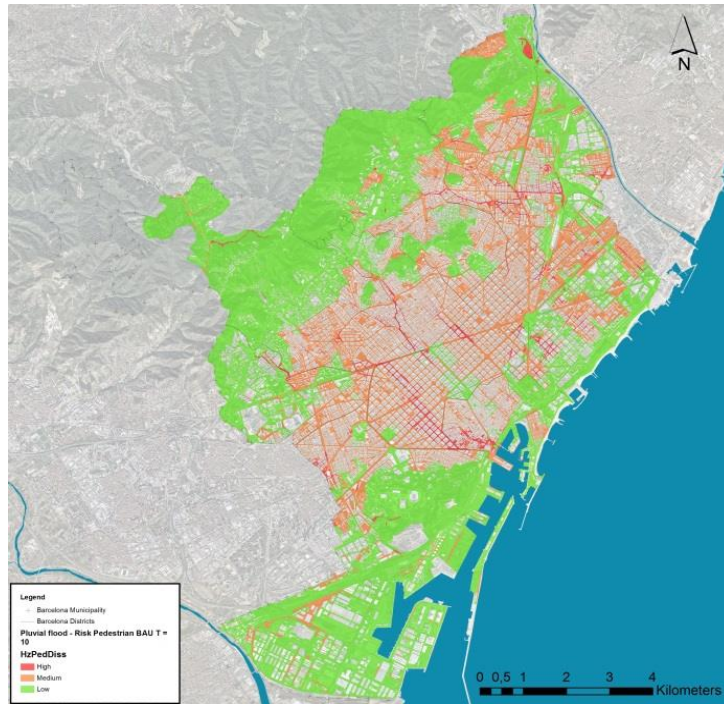 N
Legend
Barcelona Municipality
Barcelona Districts
Pluvial flood - Risk Pedestrian BAU T =
10
HzPedDiss
High
Medium
Low
0 0,5 1 2 3 4
Kilometers